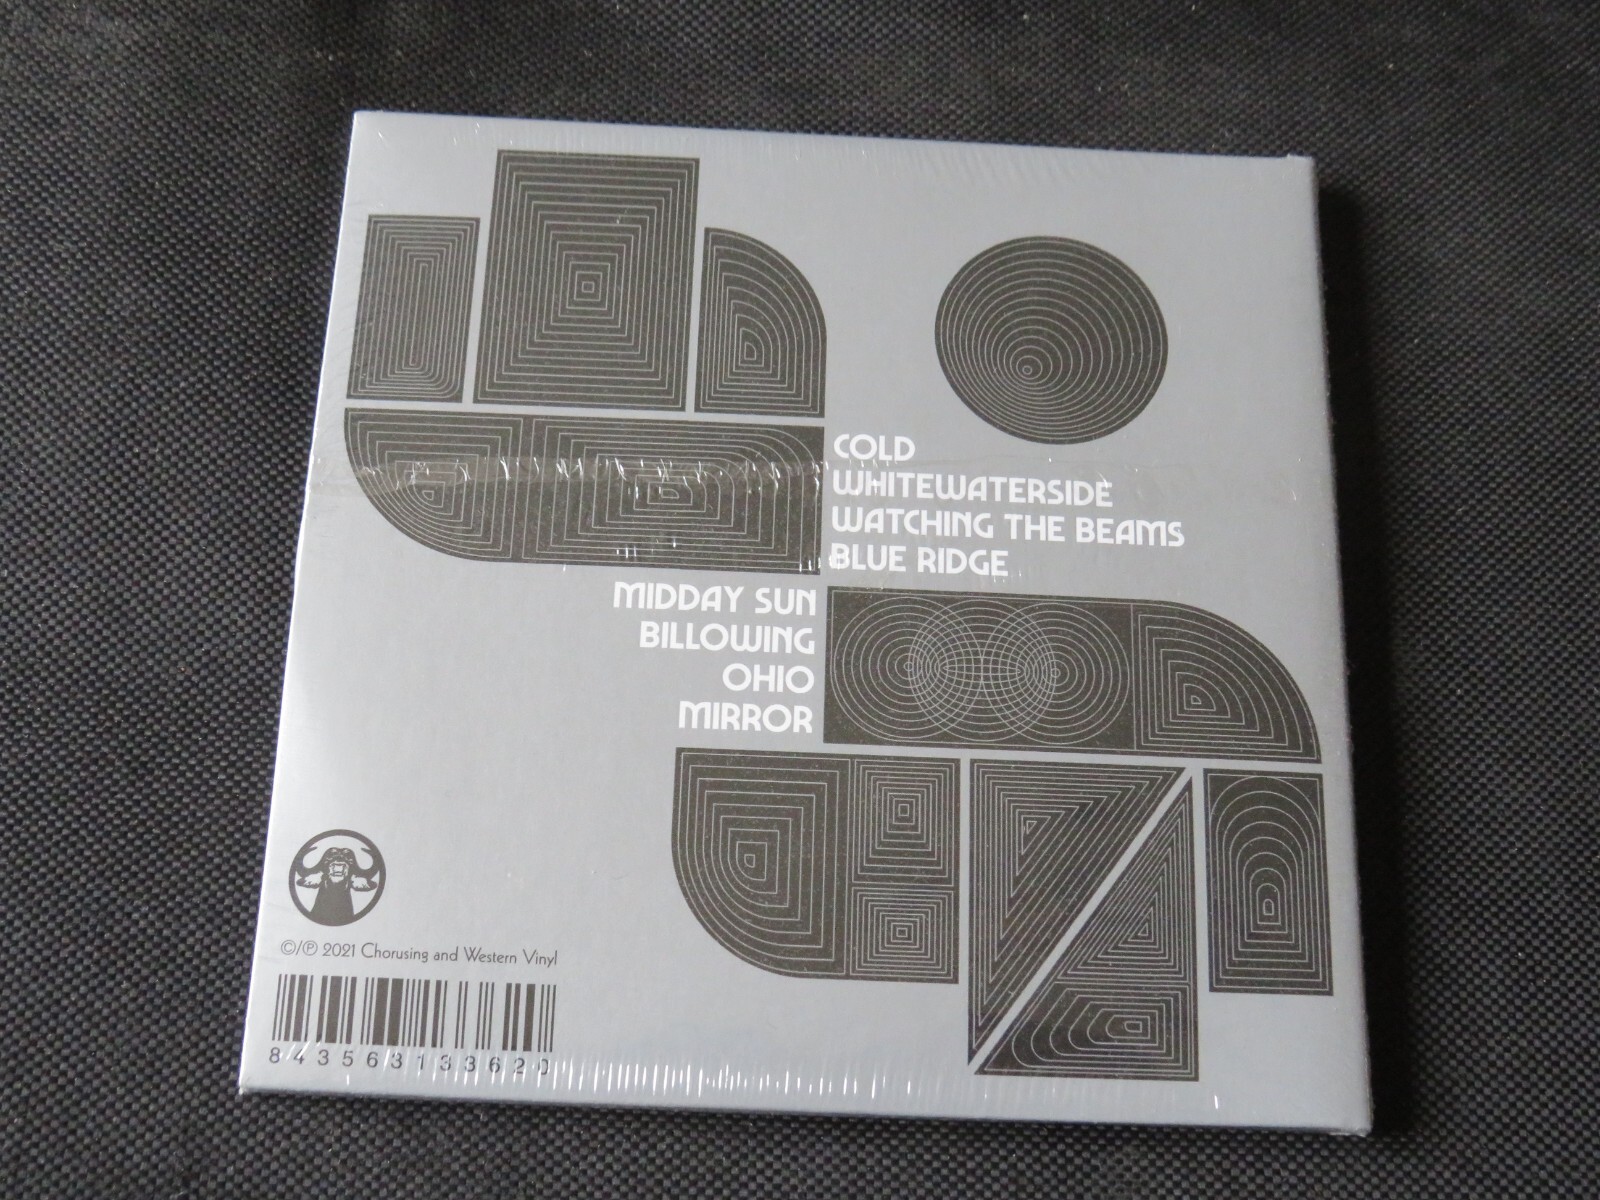 COLD
WHITEWATERSIDE
WATCHING THE BEAMS
BLUE RIDGE
MIDDAY SUN
BILLOWING
OHIO
MIRROR
©/℗ 2021 Chorusing and Western Vinyl
843563133620